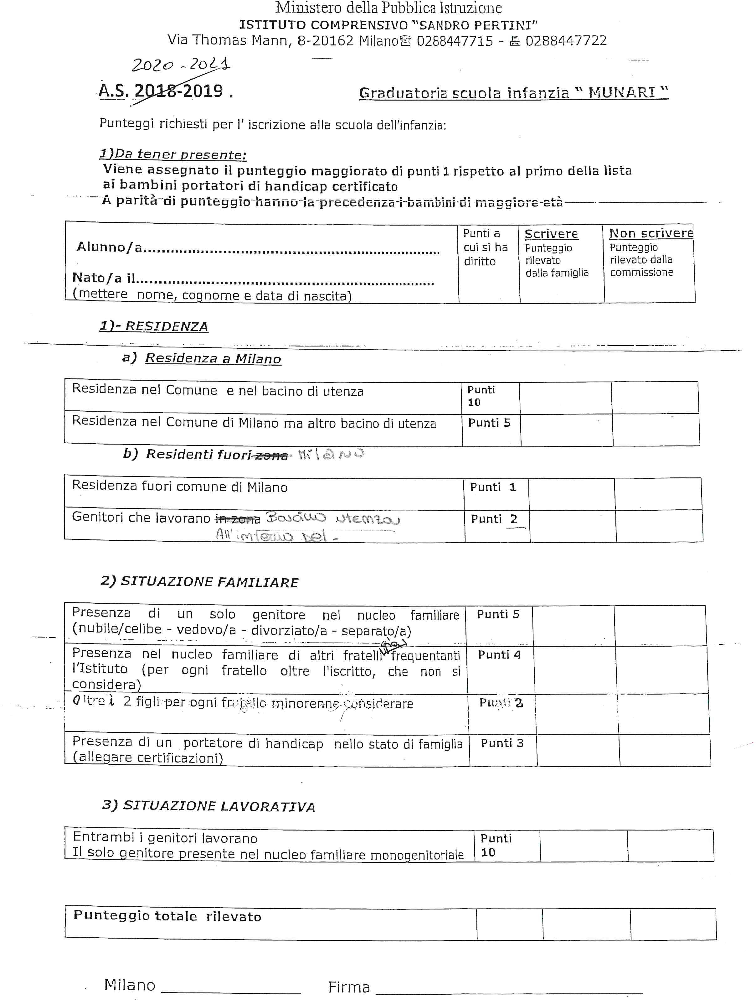 Ministero della Pubblica Istruzione
ISTITUTO COMPRENSIVO “SANDRO PERTINI”
Via Thomas Mann, 8-20162 Milano☎ 0288447715 - 📠 0288447722
2020 - 2021
A.S. 2018-2019 .
Graduatoria scuola infanzia “ MUNARI “
Punteggi richiesti per l’ iscrizione alla scuola dell’infanzia:
1)Da tener presente:
Viene assegnato il punteggio maggiorato di punti 1 rispetto al primo della lista
ai bambini portatori di handicap certificato
A parità di punteggio hanno la precedenza i bambini di maggiore età
Alunno/a................................................................
Nato/a il.................................................................
(mettere nome, cognome e data di nascita)
Punti a
cui si ha
diritto
Scrivere
Punteggio
rilevato
dalla famiglia
Non scrivere
Punteggio
rilevato dalla
commissione
1)- RESIDENZA
a) Residenza a Milano
Residenza nel Comune e nel bacino di utenza
Punti
10
Residenza nel Comune di Milano ma altro bacino di utenza
Punti 5
b) Residenti fuori zona MilaNO
Residenza fuori comune di Milano
Punti 1
Genitori che lavorano in zona Bacino utenza
All'interno del
Punti 2
2) SITUAZIONE FAMILIARE
Presenza di un solo genitore nel nucleo familiare
(nubile/celibe - vedovo/a - divorziato/a - separato/a)
Punti 5
già
Presenza nel nucleo familiare di altri fratelli frequentanti
l’Istituto (per ogni fratello oltre l'iscritto, che non si
considera)
Punti 4
Oltre i 2 figli per ogni fratello minorenne considerare
Punti 2
Presenza di un portatore di handicap nello stato di famiglia
(allegare certificazioni)
Punti 3
3) SITUAZIONE LAVORATIVA
Entrambi i genitori lavorano
Il solo genitore presente nel nucleo familiare monogenitoriale
Punti
10
Punteggio totale rilevato
Milano ____________________ Firma ______________________________________